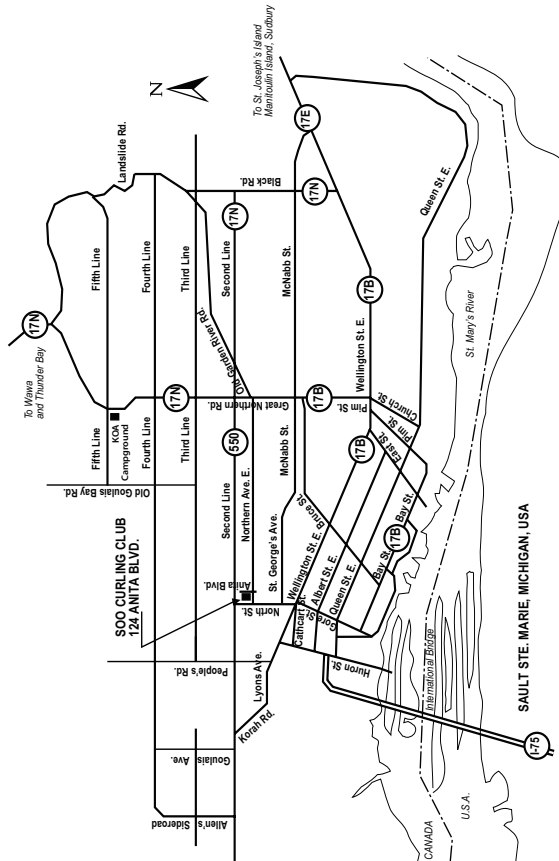 To Wawa
and Thunder Bay
17N
N
Landslide Rd.
Fifth Line
Fifth Line
KOA
Campground
Fourth Line
Fourth Line
Third Line
Third Line
17N
Old Goulais Bay Rd.
Old Garden River Rd.
Great Northern Rd.
Black Rd.
SOO CURLING CLUB
124 ANITA BLVD.
Second Line
550
Second Line
17N
Northern Ave. E.
Anita Blvd.
North St.
People's Rd.
Goulais Ave.
Allen's Sideroad
Korah Rd.
Lyons Ave.
St. George's Ave.
McNabb St.
McNabb St.
17B
17N
17E
To St. Joseph's Island
Manitoulin Island, Sudbury
Wellington St. E.
Bruce St.
Cathcart St.
Albert St. E.
Gore St.
Queen St. E.
Huron St.
17B
Pim St.
Wellington St. E.
17B
Church St.
Pim St.
East St.
Bay St.
Bay St.
17B
Queen St. E.
St. Mary's River
International Bridge
CANADA
U.S.A.
I-75
SAULT STE. MARIE, MICHIGAN, USA